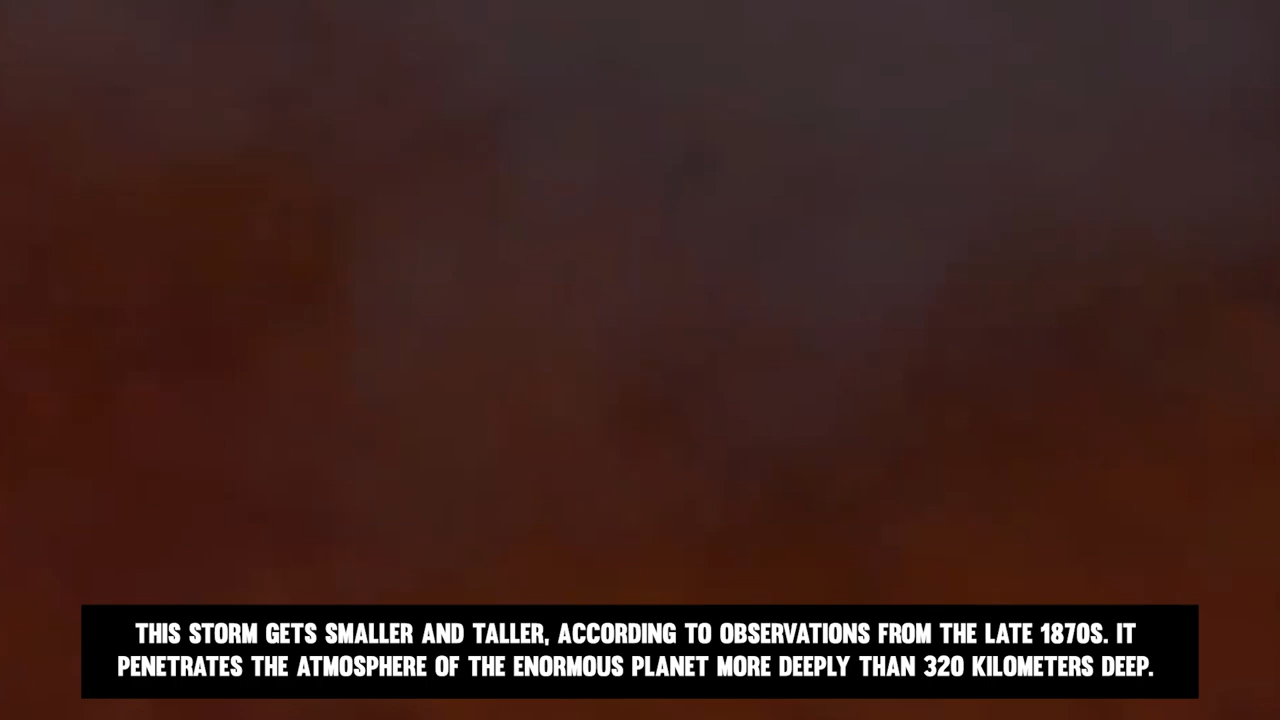 THIS STORM GETS SMALLER AND TALLER, ACCORDING TO OBSERVATIONS FROM THE LATE 1870S. IT
PENETRATES THE ATMOSPHERE OF THE ENORMOUS PLANET MORE DEEPLY THAN 320 KILOMETERS DEEP.